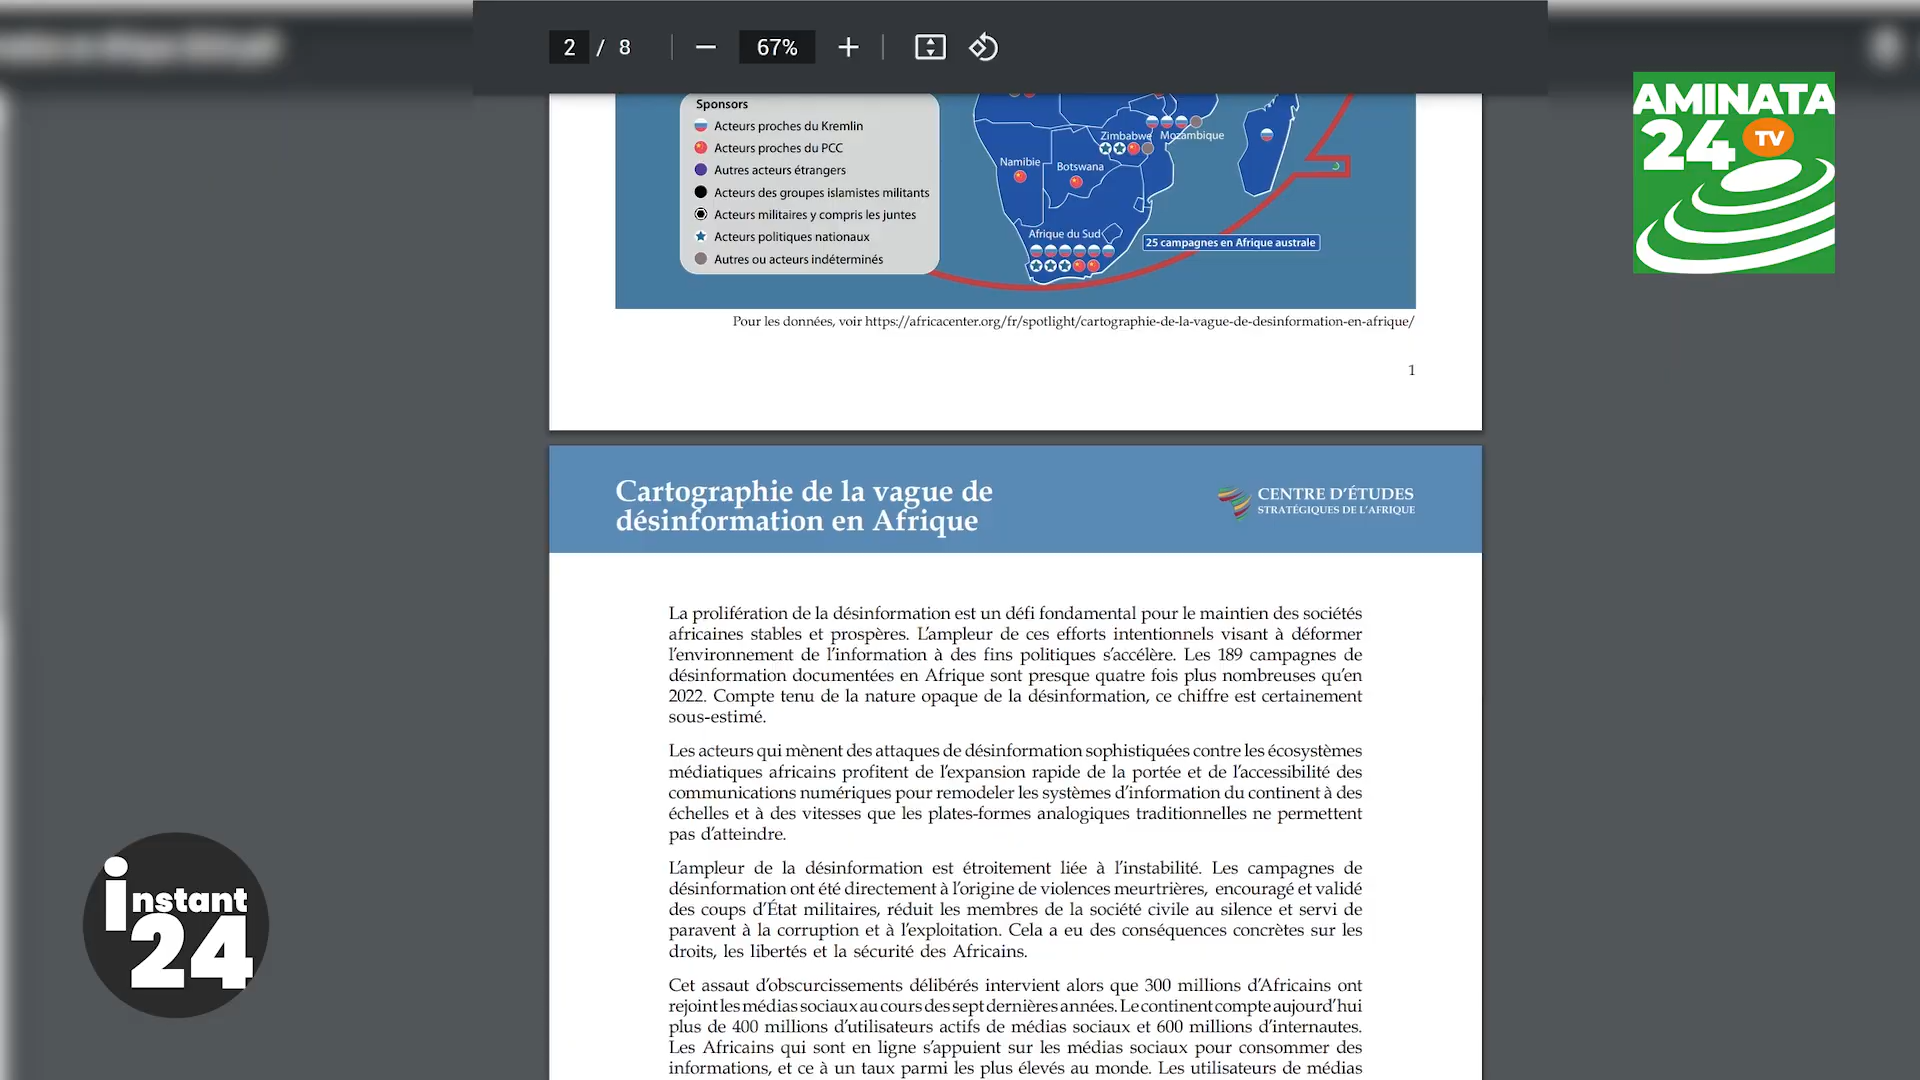 2 / 8
67%
AMINATA
24 TV
Sponsors
Acteurs proches du Kremlin
Acteurs proches du PCC
Autres acteurs étrangers
Acteurs des groupes islamistes militants
Acteurs militaires y compris les juntes
Acteurs politiques nationaux
Autres ou acteurs indéterminés
Zimbabwe
Mozambique
Namibie
Botswana
Afrique du Sud
25 campagnes en Afrique australe
Pour les données, voir https://africacenter.org/fr/spotlight/cartographie-de-la-vague-de-desinformation-en-afrique/
1
Cartographie de la vague de
désinformation en Afrique
CENTRE D'ÉTUDES
STRATÉGIQUES DE L'AFRIQUE
La prolifération de la désinformation est un défi fondamental pour le maintien des sociétés
africaines stables et prospères. L'ampleur de ces efforts intentionnels visant à déformer
l'environnement de l'information à des fins politiques s'accélère. Les 189 campagnes de
désinformation documentées en Afrique sont presque quatre fois plus nombreuses qu'en
2022. Compte tenu de la nature opaque de la désinformation, ce chiffre est certainement
sous-estimé.
Les acteurs qui mènent des attaques de désinformation sophistiquées contre les écosystèmes
médiatiques africains profitent de l'expansion rapide de la portée et de l'accessibilité des
communications numériques pour remodeler les systèmes d'information du continent à des
échelles et à des vitesses que les plates-formes analogiques traditionnelles ne permettent
pas d'atteindre.
L'ampleur de la désinformation est étroitement liée à l'instabilité. Les campagnes de
désinformation ont été directement à l'origine de violences meurtrières, encouragé et validé
des coups d'État militaires, réduit les membres de la société civile au silence et servi de
paravent à la corruption et à l'exploitation. Cela a eu des conséquences concrètes sur les
droits, les libertés et la sécurité des Africains.
Cet assaut d'obscurcissements délibérés intervient alors que 300 millions d'Africains ont
rejoint les médias sociaux au cours des sept dernières années. Le continent compte aujourd'hui
plus de 400 millions d'utilisateurs actifs de médias sociaux et 600 millions d'internautes.
Les Africains qui sont en ligne s'appuient sur les médias sociaux pour consommer des
informations, et ce à un taux parmi les plus élevés au monde. Les utilisateurs de médias
instant
24